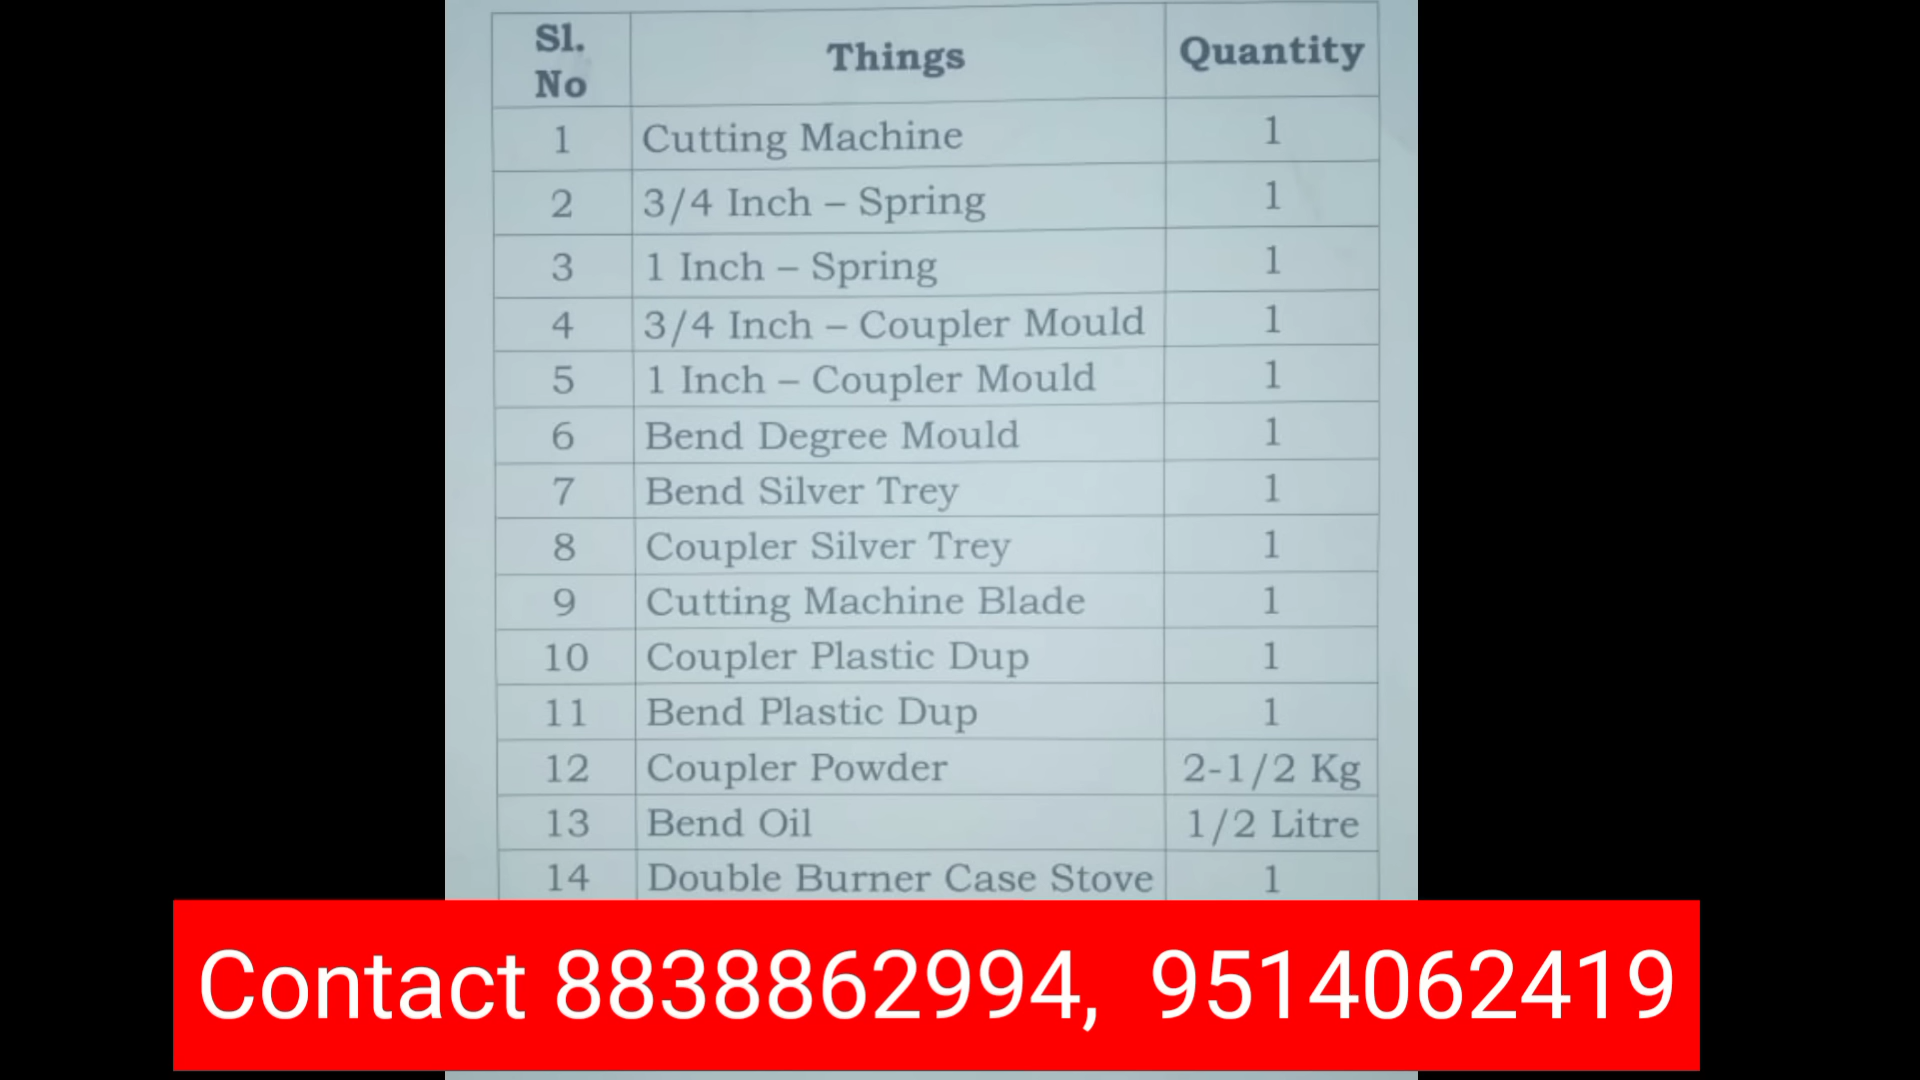 Sl. No Things Quantity
1 Cutting Machine 1
2 3/4 Inch – Spring 1
3 1 Inch – Spring 1
4 3/4 Inch – Coupler Mould 1
5 1 Inch – Coupler Mould 1
6 Bend Degree Mould 1
7 Bend Silver Trey 1
8 Coupler Silver Trey 1
9 Cutting Machine Blade 1
10 Coupler Plastic Dup 1
11 Bend Plastic Dup 1
12 Coupler Powder 2-1/2 Kg
13 Bend Oil 1/2 Litre
14 Double Burner Case Stove 1
Contact 8838862994, 9514062419